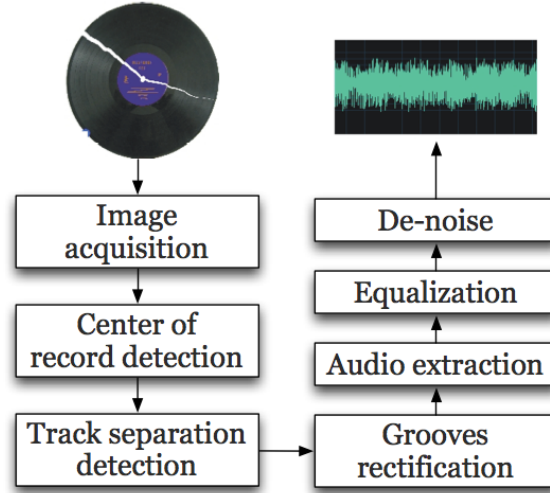 Image
acquisition
Center of
record detection
Track separation
detection
Grooves
rectification
Audio extraction
Equalization
De-noise